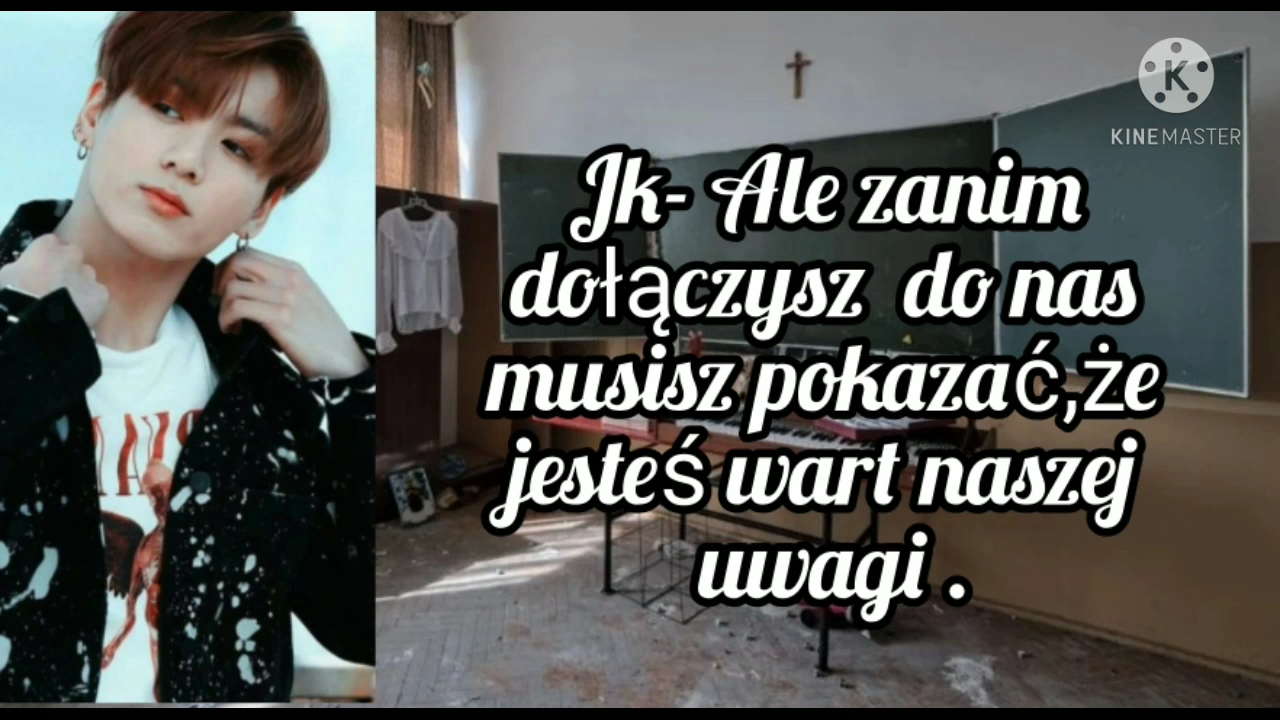 KINEMASTER
Jk- Ale zanim
dołączysz do nas
musisz pokazać,że
jesteś wart naszej
uwagi .